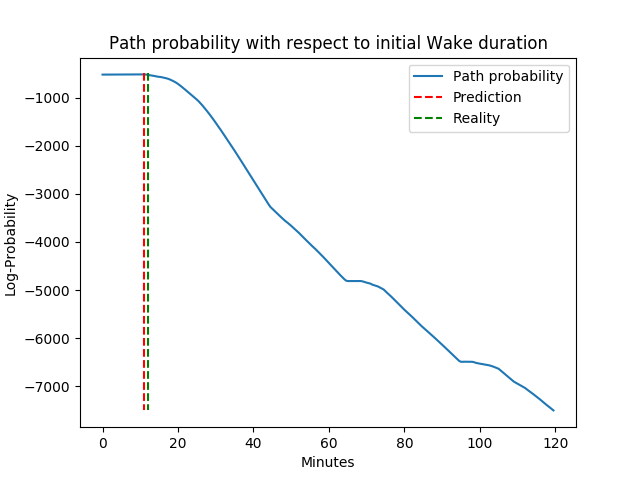 Path probability with respect to initial Wake duration
Path probability
Prediction
Reality
Log-Probability
−1000
−2000
−3000
−4000
−5000
−6000
−7000
0 20 40 60 80 100 120
Minutes